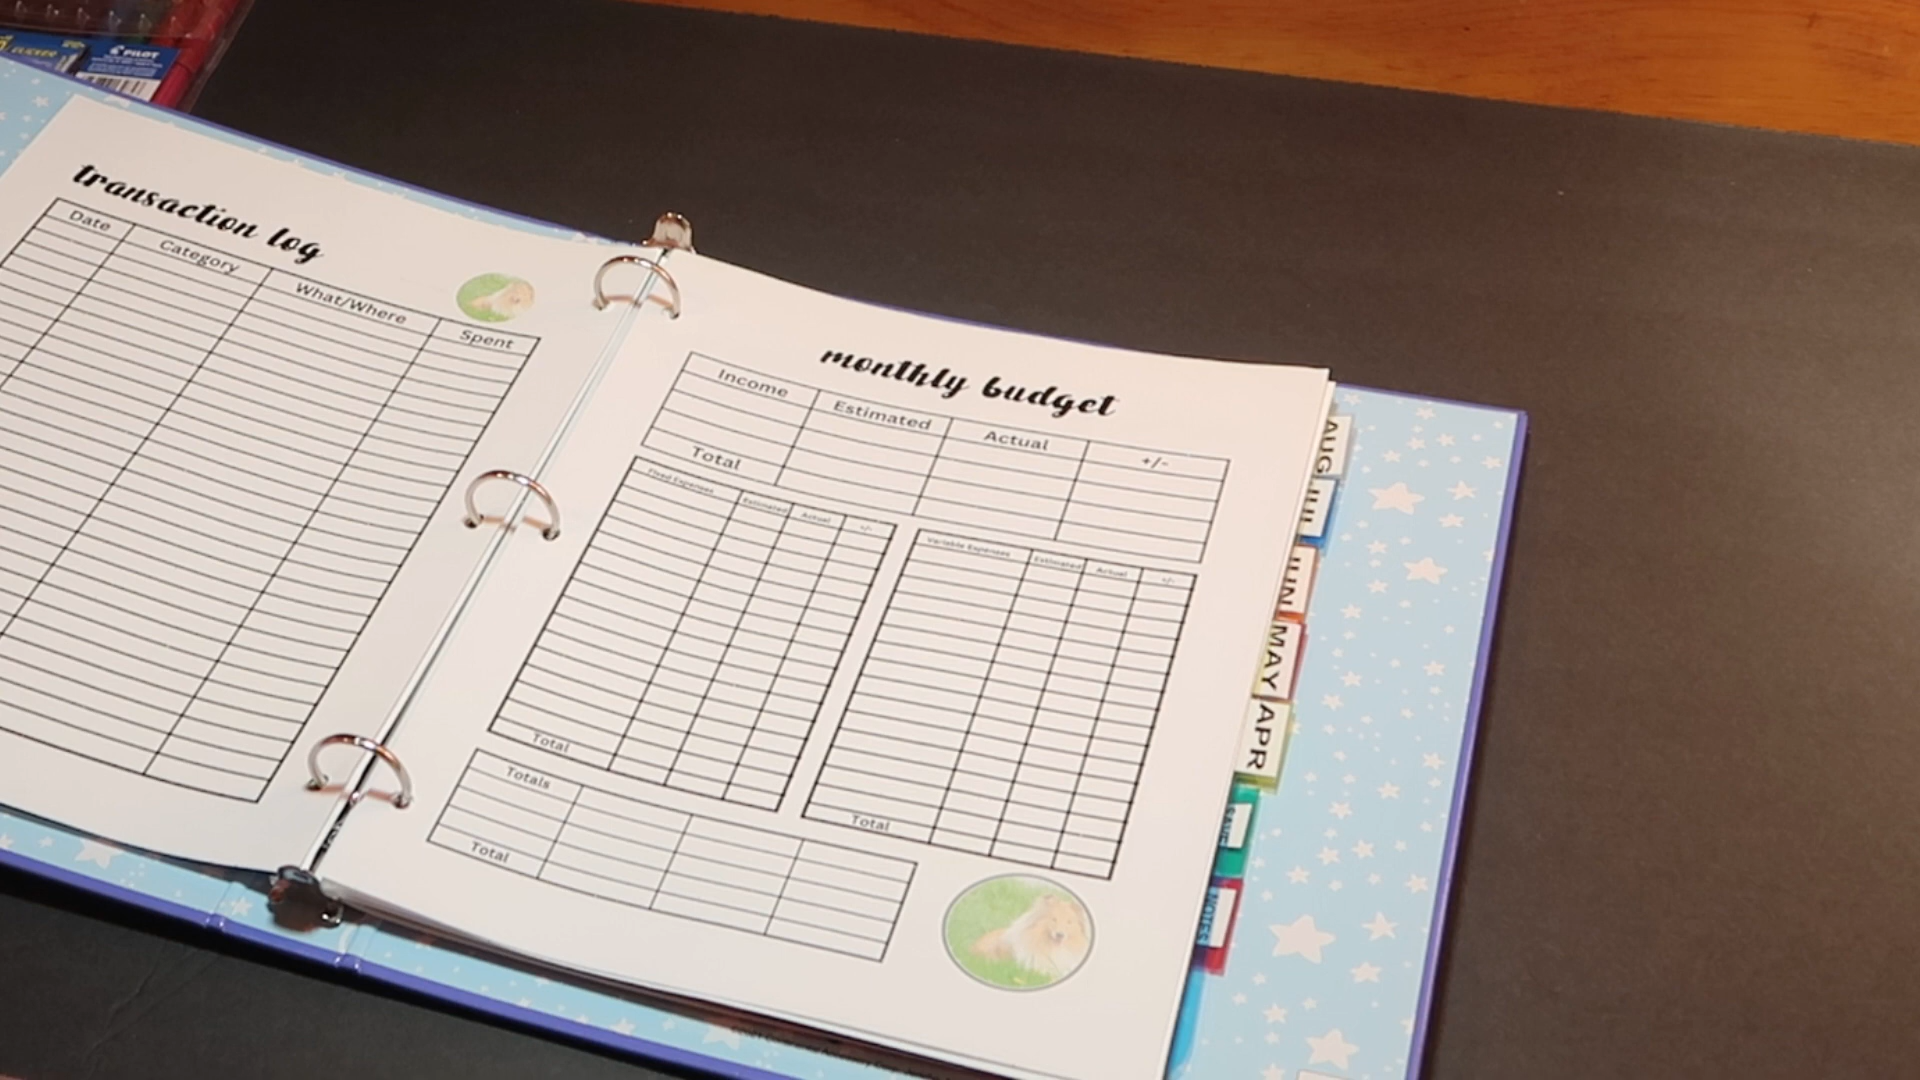 CLICKER
PILOT
transaction log
Date Category What/Where Spent
monthly budget
Income Estimated Actual +/-
Total
Fixed Expenses Estimated Actual +/-
Variable Expenses Estimated Actual +/-
Total
Total
Totals
Total
AUG
JUL
JUN
MAY
APR